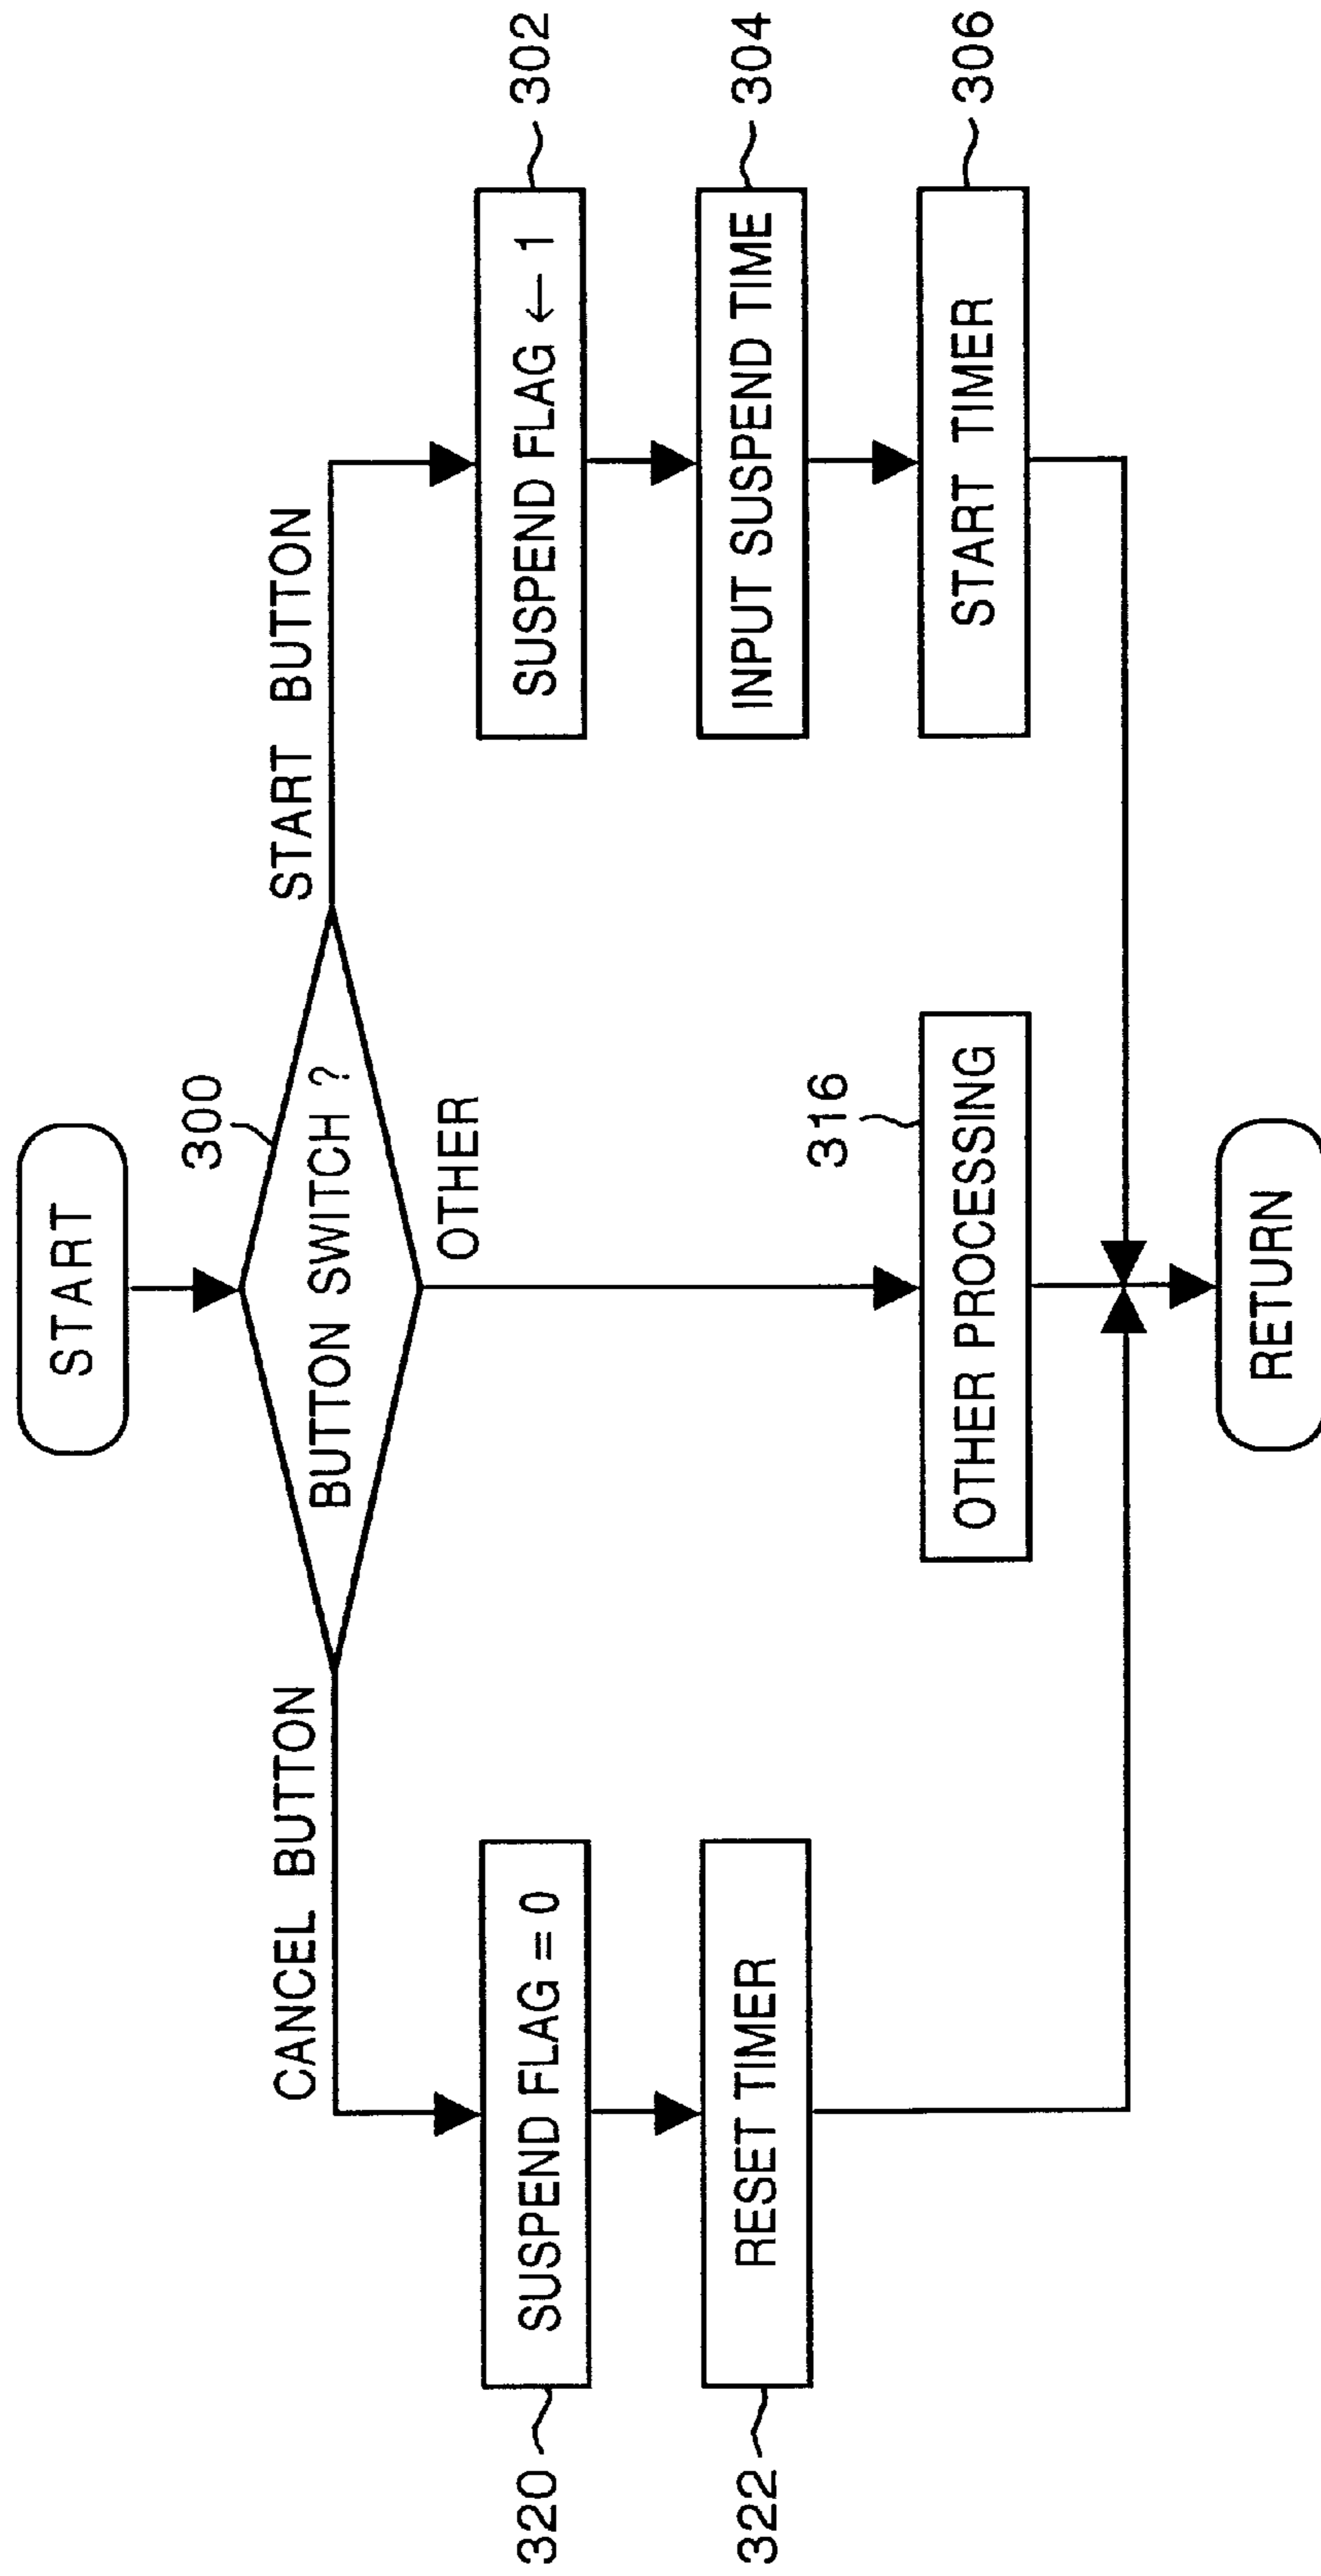 START
300
BUTTON SWITCH ?
CANCEL BUTTON
START BUTTON
OTHER
320
SUSPEND FLAG = 0
SUSPEND FLAG ← 1
302
322
RESET TIMER
INPUT SUSPEND TIME
304
316
OTHER PROCESSING
START TIMER
306
RETURN